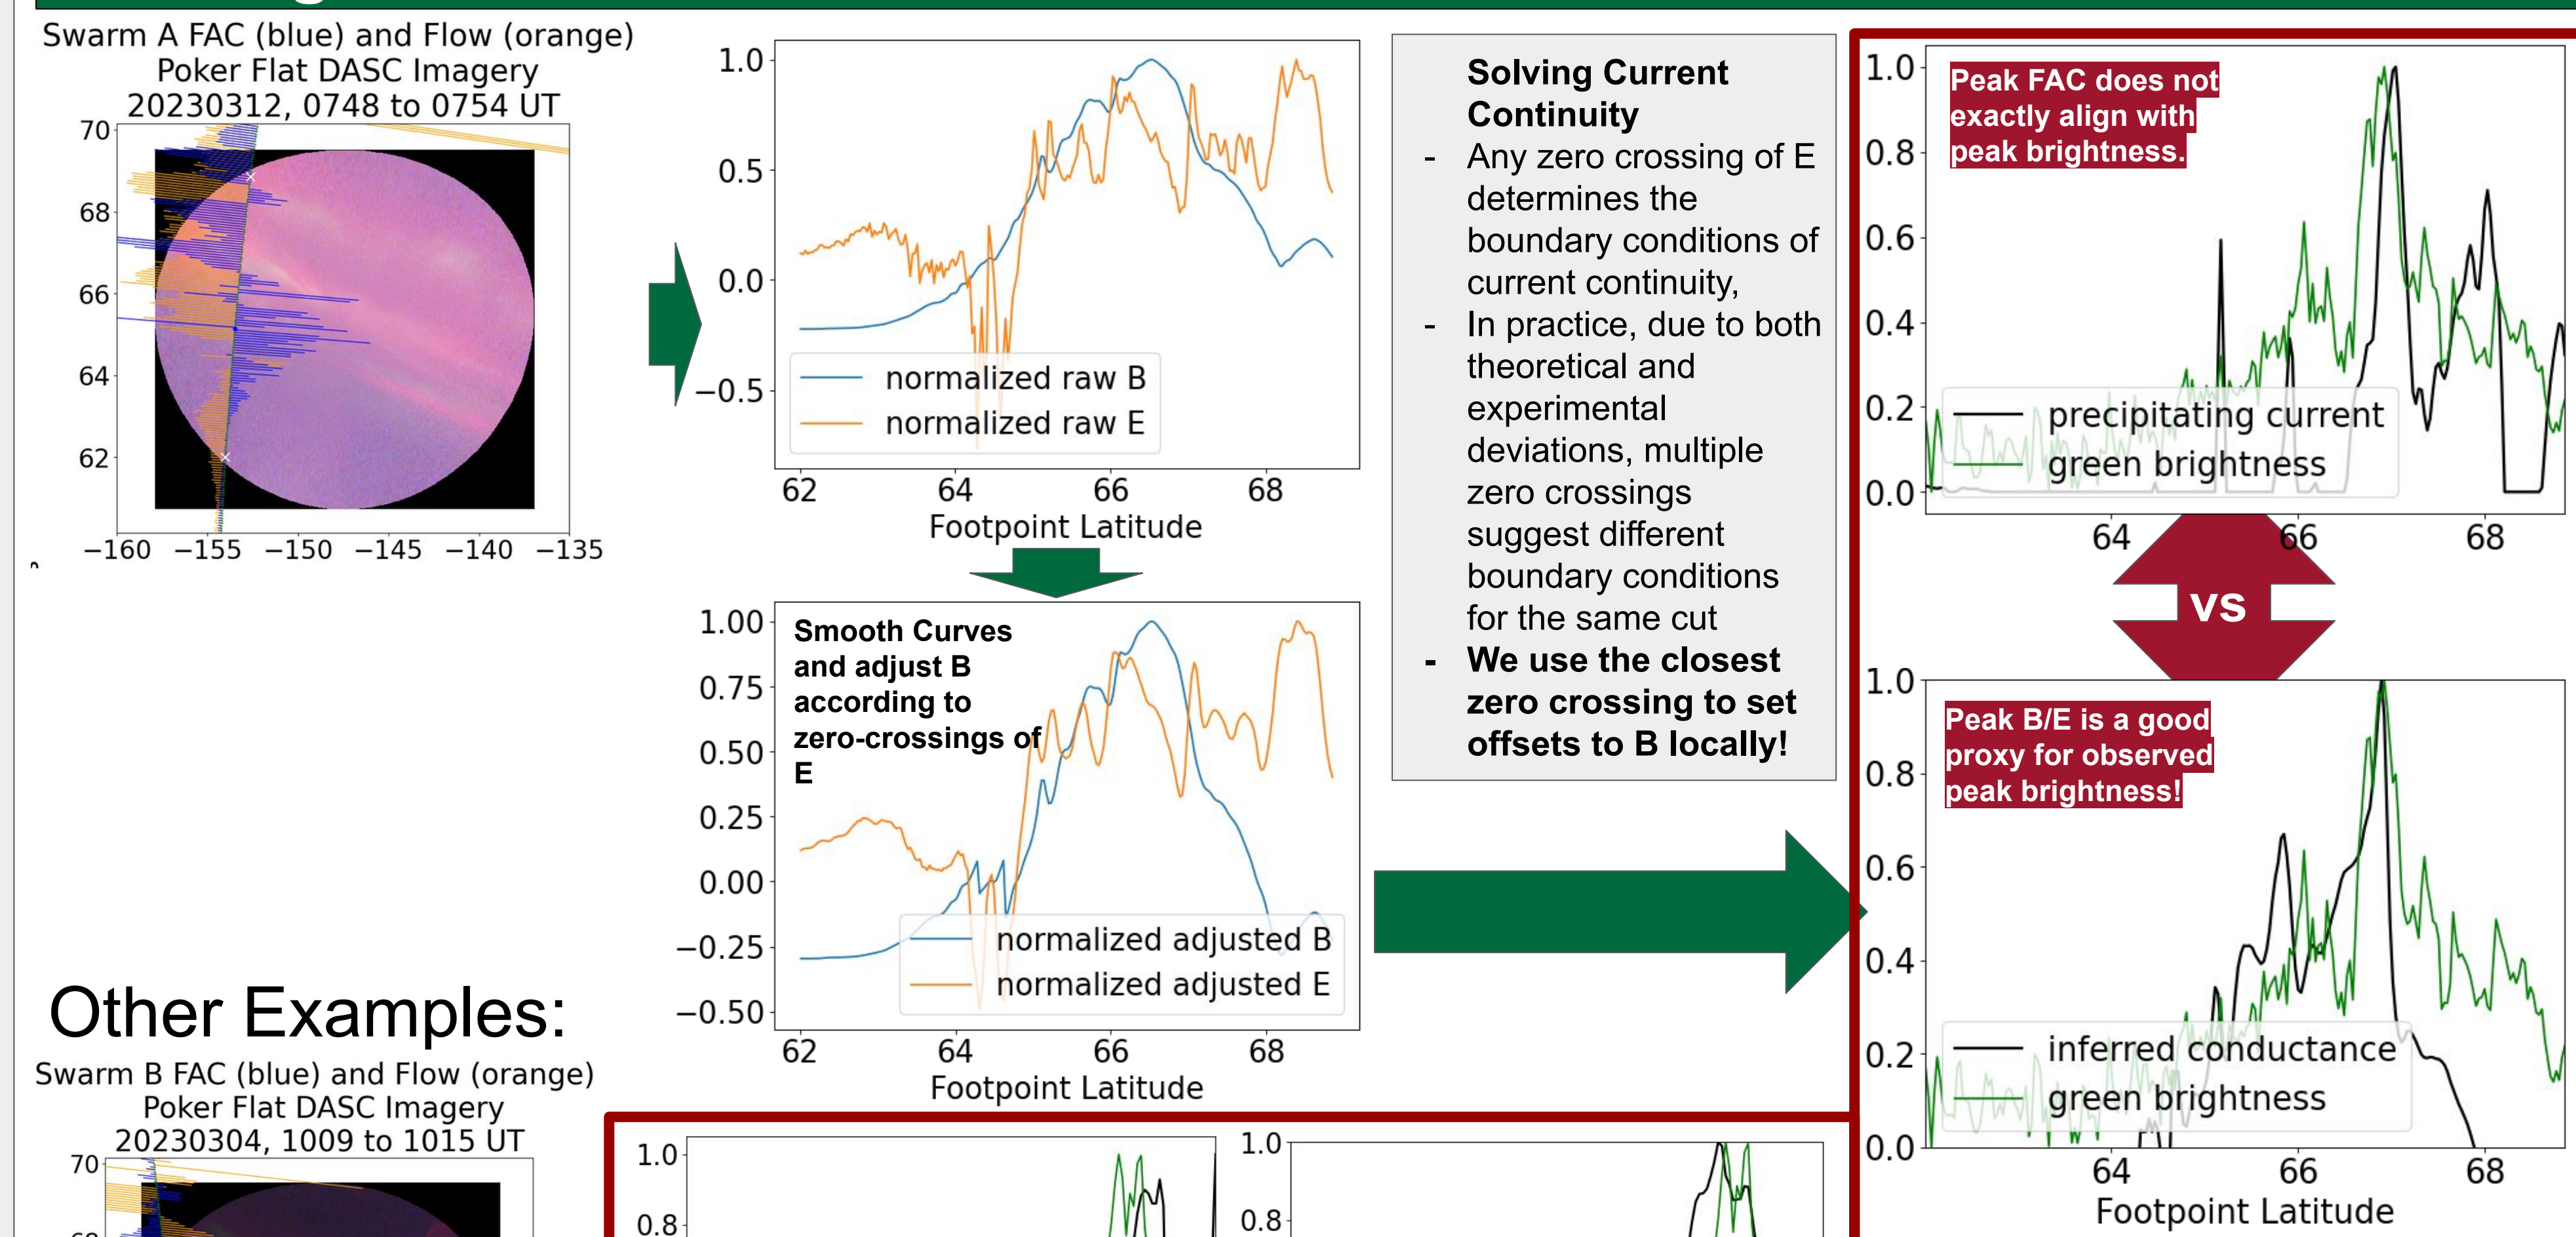 Swarm A FAC (blue) and Flow (orange)
Poker Flat DASC Imagery
20230312, 0748 to 0754 UT
70
68
66
64
62
−160 −155 −150 −145 −140 −135
1.0
0.5
0.0
−0.5
normalized raw B
normalized raw E
62 64 66 68
Footpoint Latitude
1.00
0.75
0.50
0.25
0.00
−0.25
−0.50
Smooth Curves
and adjust B
according to
zero-crossings of
E
normalized adjusted B
normalized adjusted E
62 64 66 68
Footpoint Latitude
Solving Current
Continuity
- Any zero crossing of E
determines the
boundary conditions of
current continuity,
- In practice, due to both
theoretical and
experimental
deviations, multiple
zero crossings
suggest different
boundary conditions
for the same cut
- We use the closest
zero crossing to set
offsets to B locally!
1.0
0.8
0.6
0.4
0.2
0.0
Peak FAC does not
exactly align with
peak brightness.
precipitating current
green brightness
64 66 68
vs
1.0
0.8
0.6
0.4
0.2
0.0
Peak B/E is a good
proxy for observed
peak brightness!
inferred conductance
green brightness
64 66 68
Footpoint Latitude
Other Examples:
Swarm B FAC (blue) and Flow (orange)
Poker Flat DASC Imagery
20230304, 1009 to 1015 UT
70
1.0
0.8
1.0
0.8